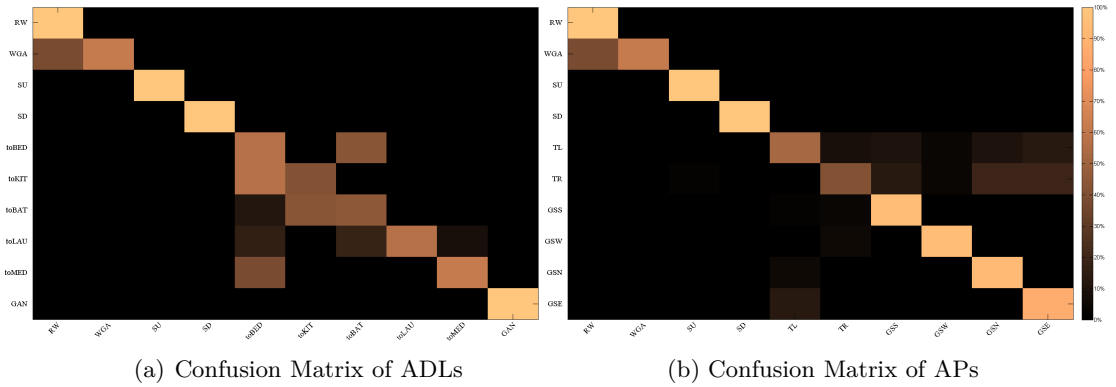 RW
WGA
SU
SD
toBED
toKIT
toBAT
toLAU
toMED
GAN
RW
WGA
SU
SD
toBED
toKIT
toBAT
toLAU
toMED
GAN
(a) Confusion Matrix of ADLs
RW
WGA
SU
SD
TL
TR
GSS
GSW
GSN
GSE
RW
WGA
SU
SD
TL
TR
GSS
GSW
GSN
GSE
100%
90%
80%
70%
60%
50%
40%
30%
20%
10%
0%
(b) Confusion Matrix of APs